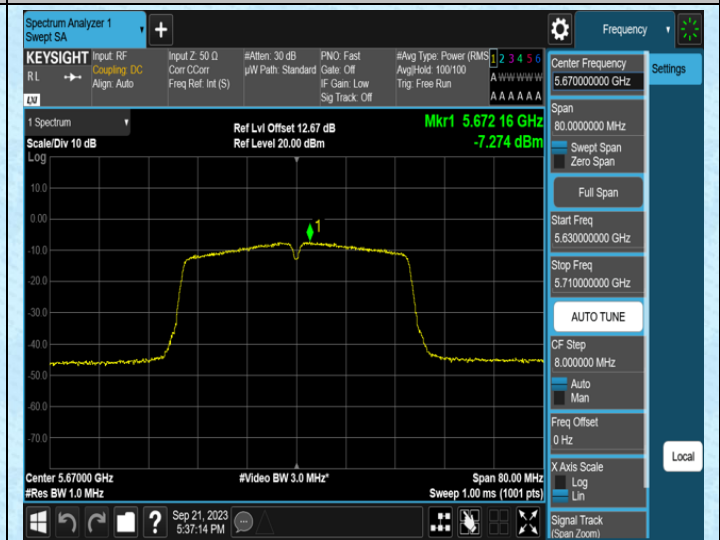 Spectrum Analyzer 1
Swept SA
+
Frequency
KEYSIGHT
RL
LXI
Input: RF
Coupling: DC
Align: Auto
Input Z: 50 Ω
Corr CCorr
Freq Ref: Int (S)
#Atten: 30 dB
µW Path: Standard
PNO: Fast
Gate: Off
IF Gain: Low
Sig Track: Off
#Avg Type: Power (RMS
Avg|Hold: 100/100
Trig: Free Run
1 2 3 4 5 6
A W W W W W
A A A A A A
Center Frequency
5.670000000 GHz
Settings
Span
80.0000000 MHz
Swept Span
Zero Span
Full Span
Start Freq
5.630000000 GHz
Stop Freq
5.710000000 GHz
AUTO TUNE
CF Step
8.000000 MHz
Auto
Man
Freq Offset
0 Hz
X Axis Scale
Log
Lin
Signal Track
(Span Zoom)
Local
1 Spectrum
Scale/Div 10 dB
Log
Ref Lvl Offset 12.67 dB
Ref Level 20.00 dBm
Mkr1 5.672 16 GHz
-7.274 dBm
10.0
0.00
-10.0
-20.0
-30.0
-40.0
-50.0
-60.0
-70.0
1
Center 5.67000 GHz
#Res BW 1.0 MHz
#Video BW 3.0 MHz*
Span 80.00 MHz
Sweep 1.00 ms (1001 pts)
?
Sep 21, 2023
5:37:14 PM